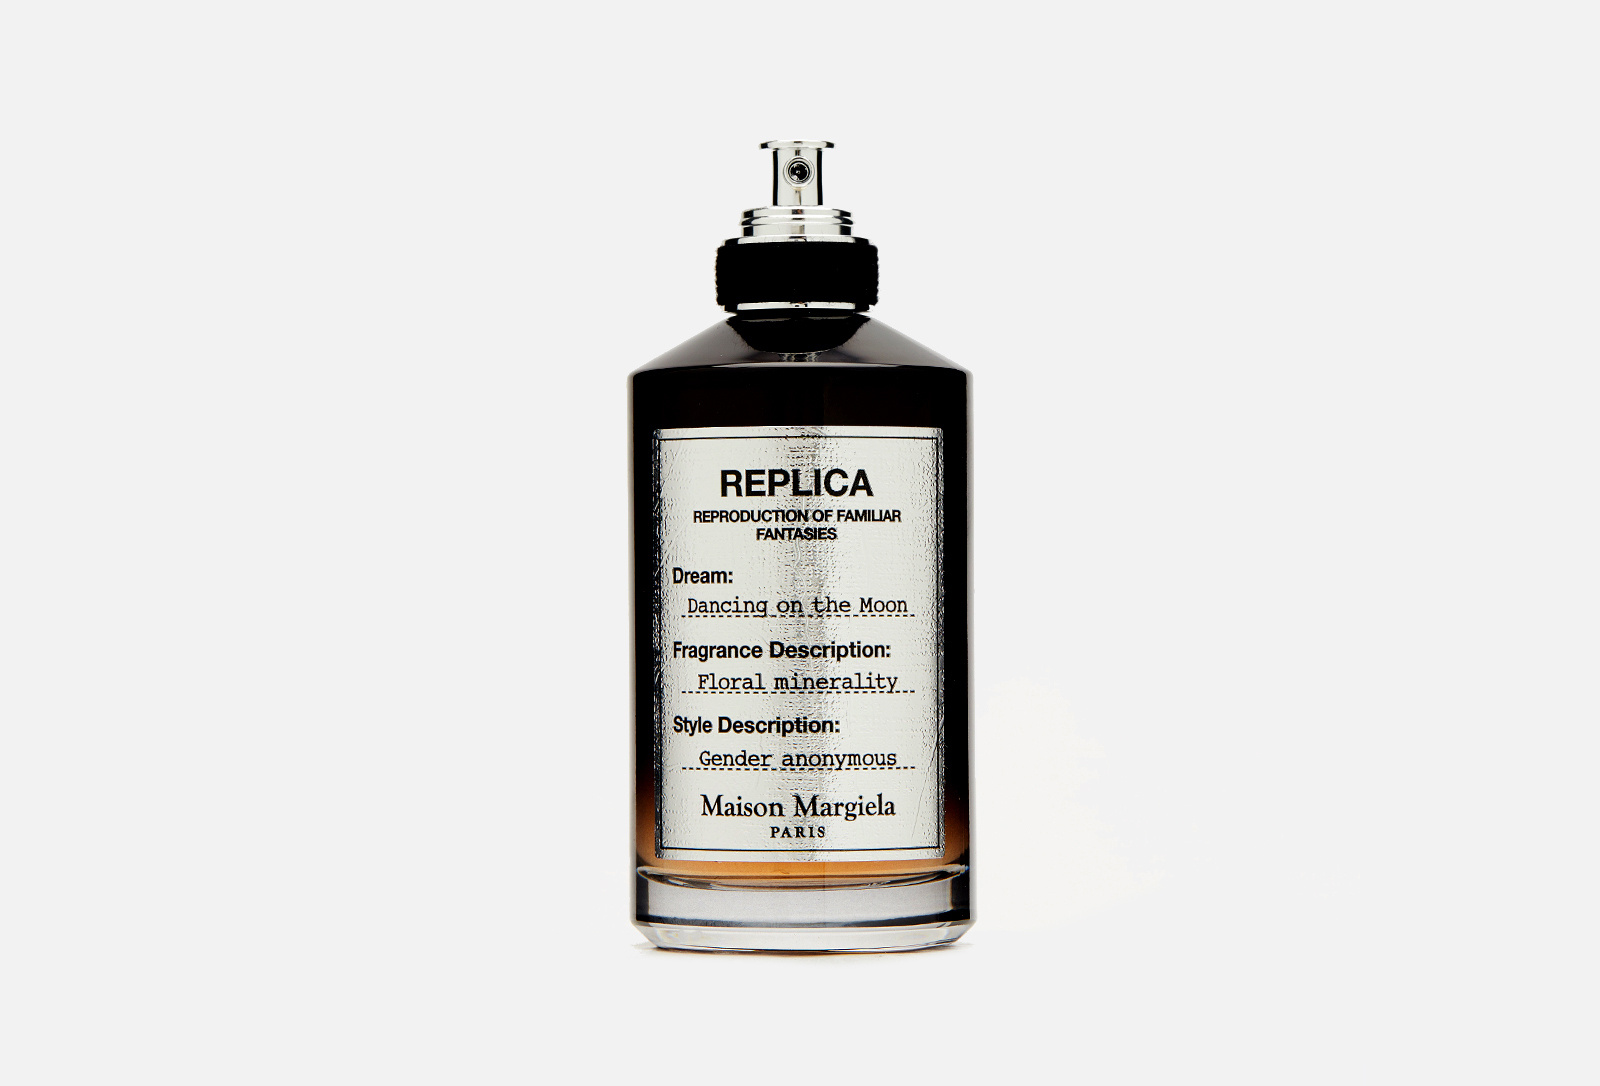 REPLICA
REPRODUCTION OF FAMILIAR
FANTASIES
Dream:
Dancing on the Moon
Fragrance Description:
Floral minerality
Style Description:
Gender anonymous
Maison Margiela
PARIS